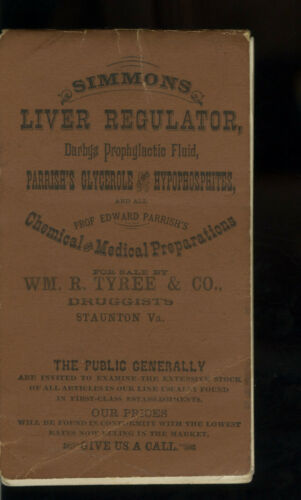 SIMMONS
LIVER REGULATOR,
Darbys Prophylactic Fluid,
PARRISH'S GLYCEROLE OF THE HYPOPHOSPHITES,
AND ALL
PROF EDWARD PARRISH'S
Chemical and Medical Preparations
FOR SALE BY
WM. R. TYREE & CO.,
DRUGGISTS
STAUNTON Va.
THE PUBLIC GENERALLY
ARE INVITED TO EXAMINE THE EXTENSIVE STOCK
OF ALL ARTICLES IN OUR LINE USUALLY FOUND
IN FIRST-CLASS ESTABLISHMENTS.
OUR PRICES
WILL BE FOUND IN CONFORMITY WITH THE LOWEST
RATES NOW RULING IN THE MARKET.
GIVE US A CALL.